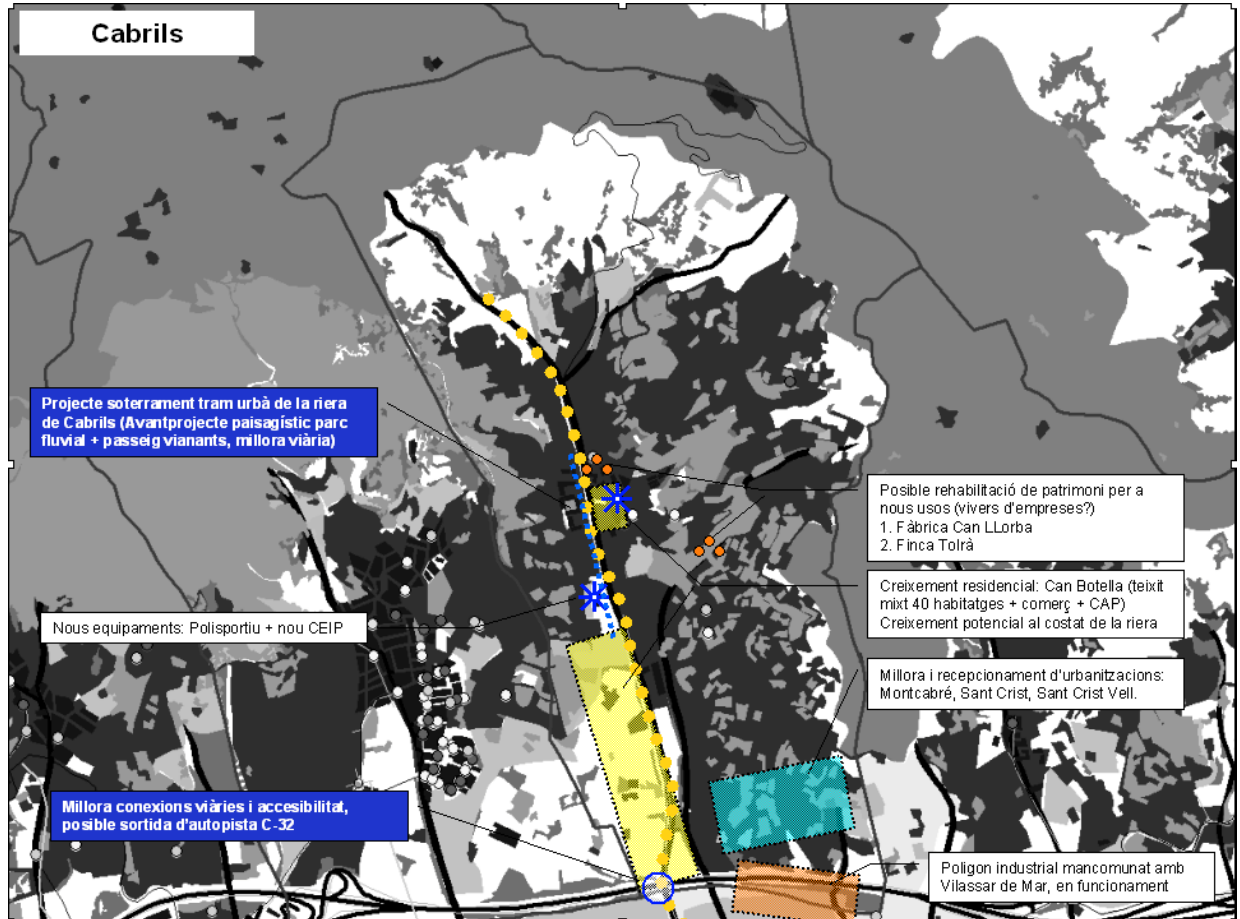 Cabrils
Projecte soterrament tram urbà de la riera
de Cabrils (Avantprojecte paisagístic parc
fluvial + passeig vianants, millora viària)
Posible rehabilitació de patrimoni per a
nous usos (vivers d'empreses?)
1. Fàbrica Can LLorba
2. Finca Tolrà
Creixement residencial: Can Botella (teixit
mixt 40 habitatges + comerç + CAP)
Creixement potencial al costat de la riera
Nous equipaments: Polisportiu + nou CEIP
Millora i recepcionament d'urbanitzacions:
Montcabré, Sant Crist, Sant Crist Vell.
Millora conexions viàries i accesibilitat,
posible sortida d'autopista C-32
Poligon industrial mancomunat amb
Vilassar de Mar, en funcionament